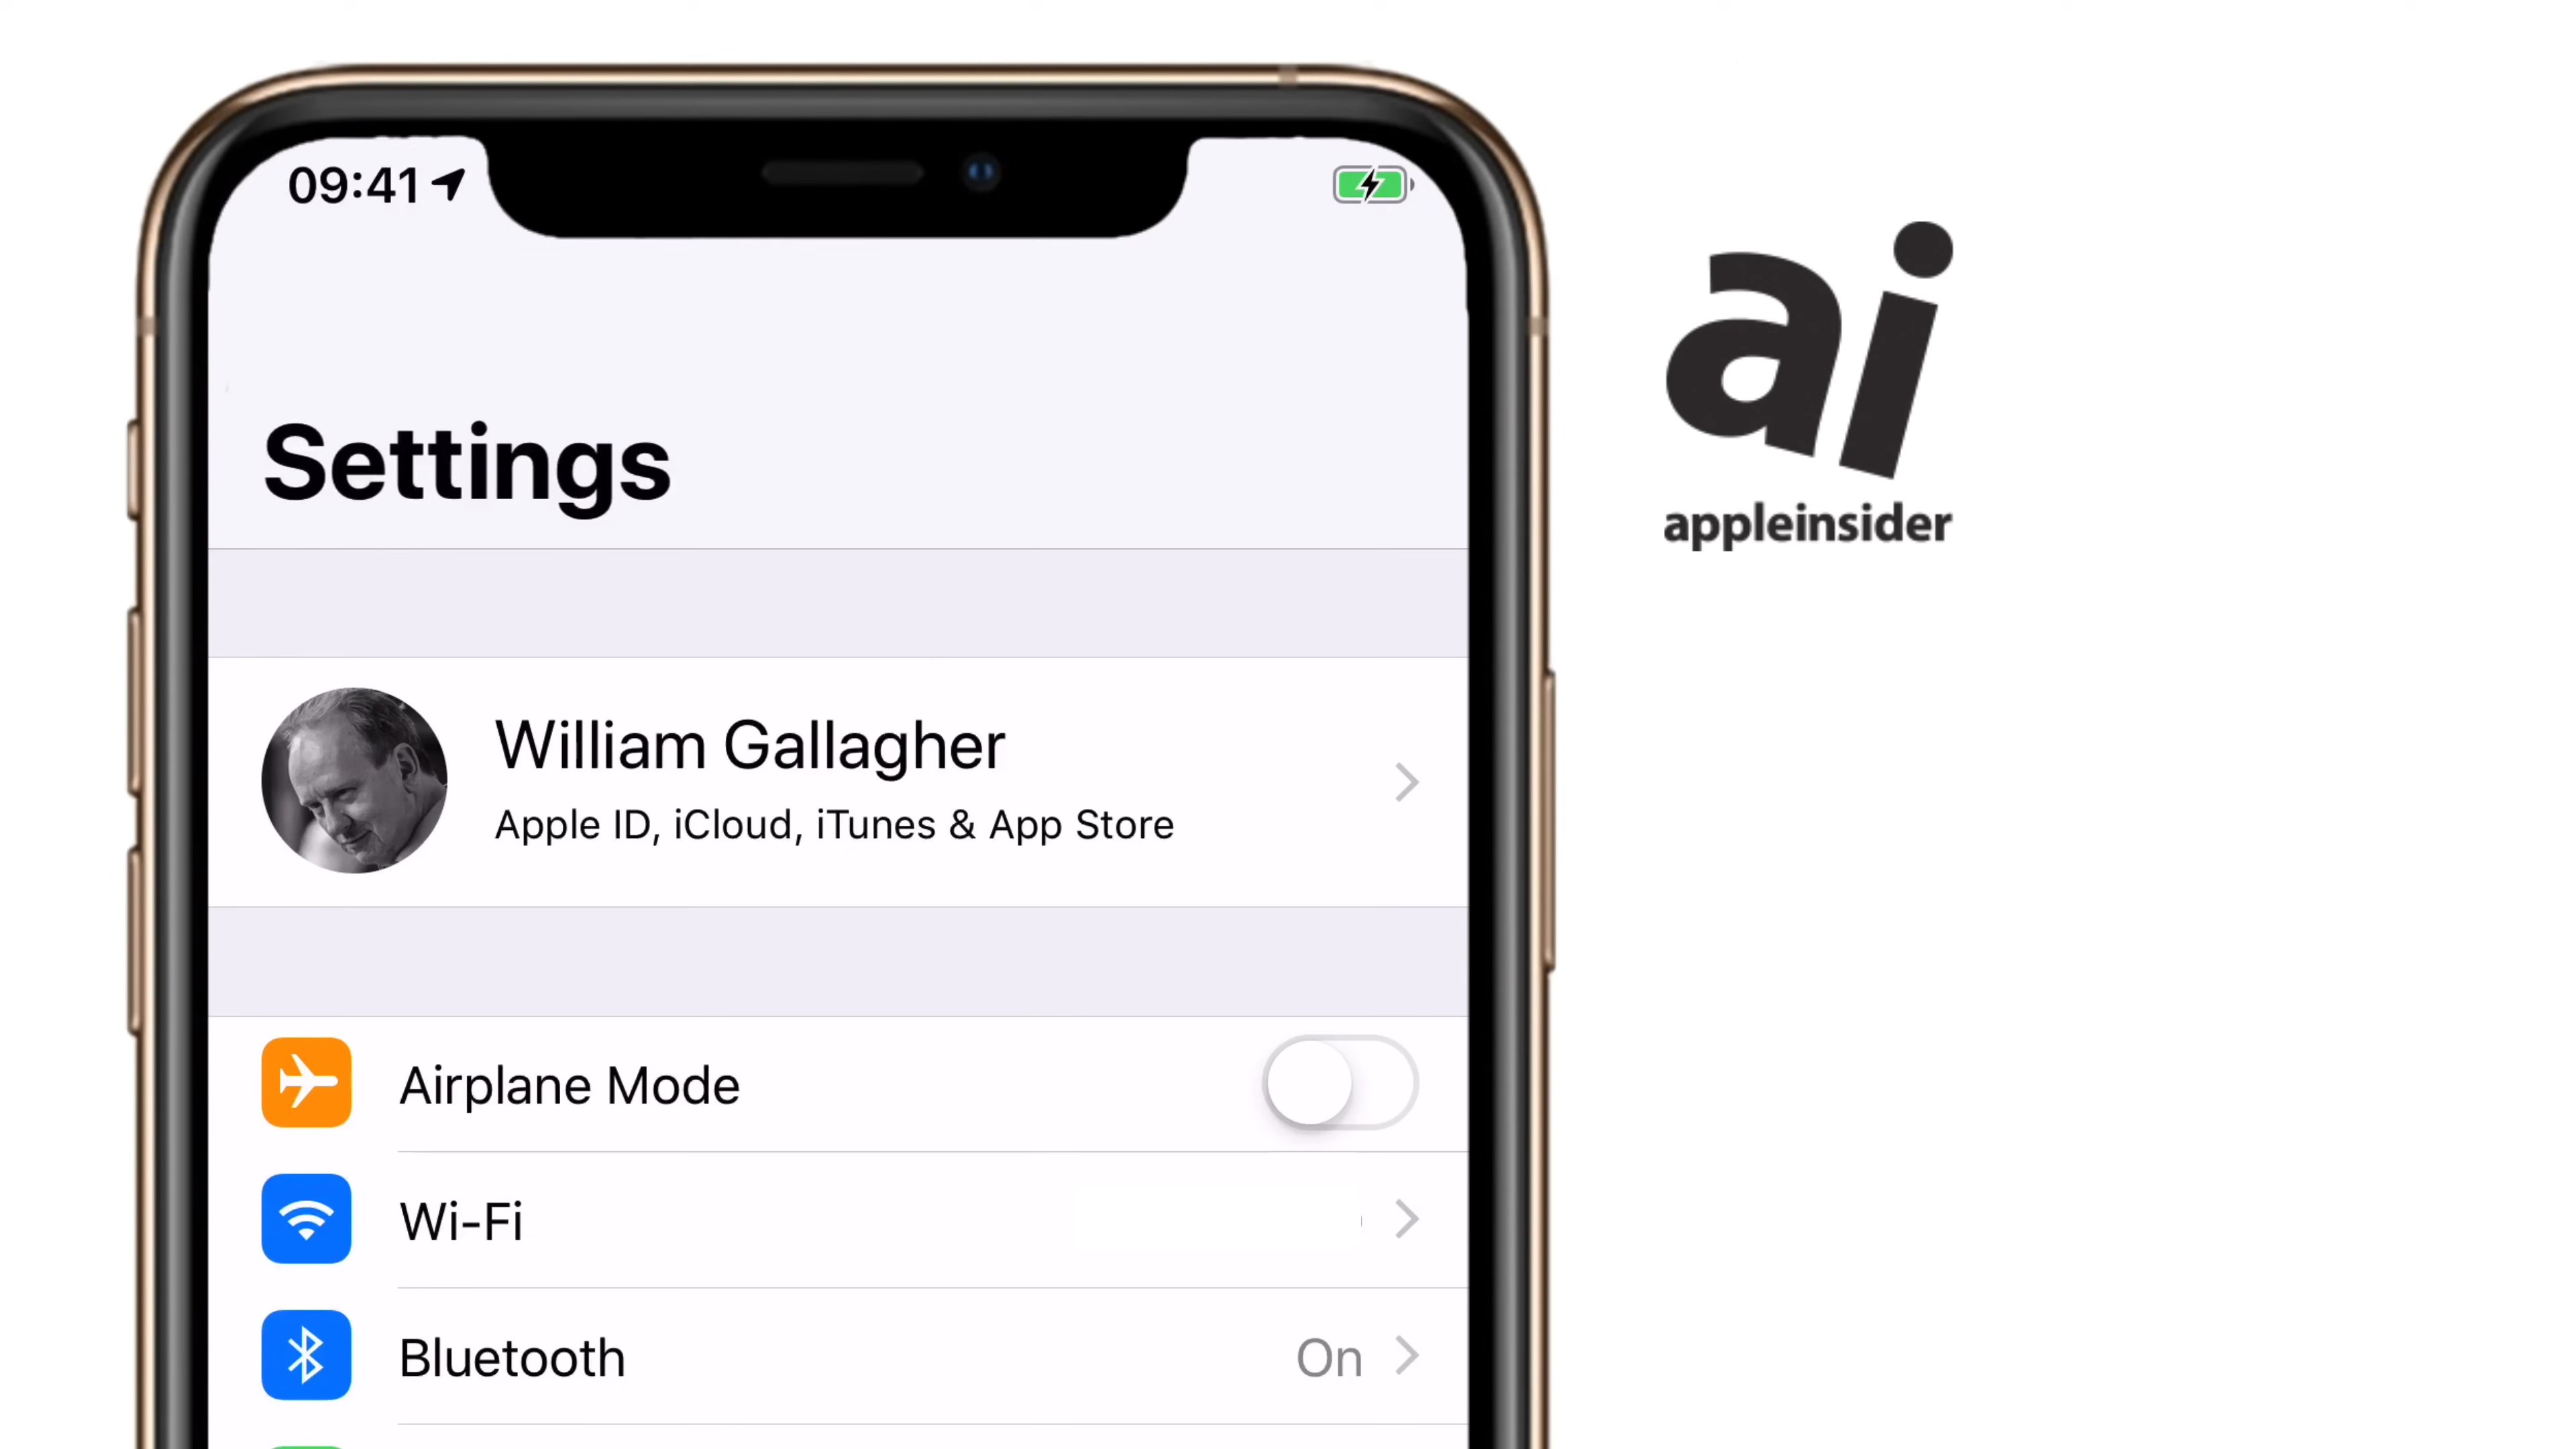 09:41
ai
appleinsider
Settings
William Gallagher
Apple ID, iCloud, iTunes & App Store
Airplane Mode
Wi-Fi
Bluetooth On